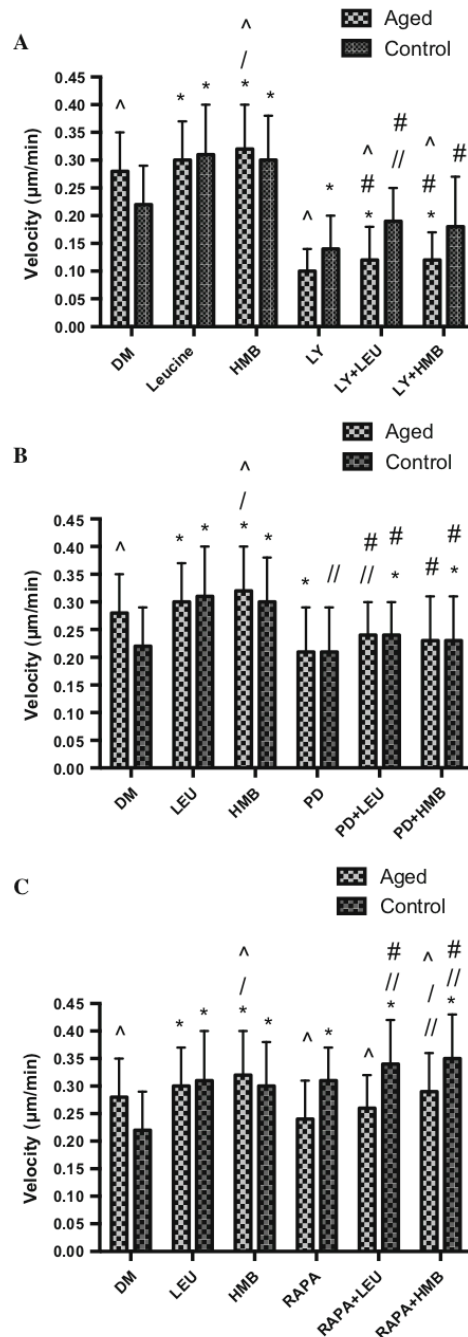 A
Aged
Control
^
^ / *
* *
*
^ *
^ # *
# //
^ # *
#
Velocity (µm/min)
0.45
0.40
0.35
0.30
0.25
0.20
0.15
0.10
0.05
0.00
DM
Leucine
HMB
LY
LY+LEU
LY+HMB
B
Aged
Control
^
* *
^ / *
*
*
//
# //
# *
#
# *
Velocity (µm/min)
0.45
0.40
0.35
0.30
0.25
0.20
0.15
0.10
0.05
0.00
DM
LEU
HMB
PD
PD+LEU
PD+HMB
C
Aged
Control
^
* *
^ / *
*
^
*
^
# // *
^ / //
# // *
Velocity (µm/min)
0.45
0.40
0.35
0.30
0.25
0.20
0.15
0.10
0.05
0.00
DM
LEU
HMB
RAPA
RAPA+LEU
RAPA+HMB